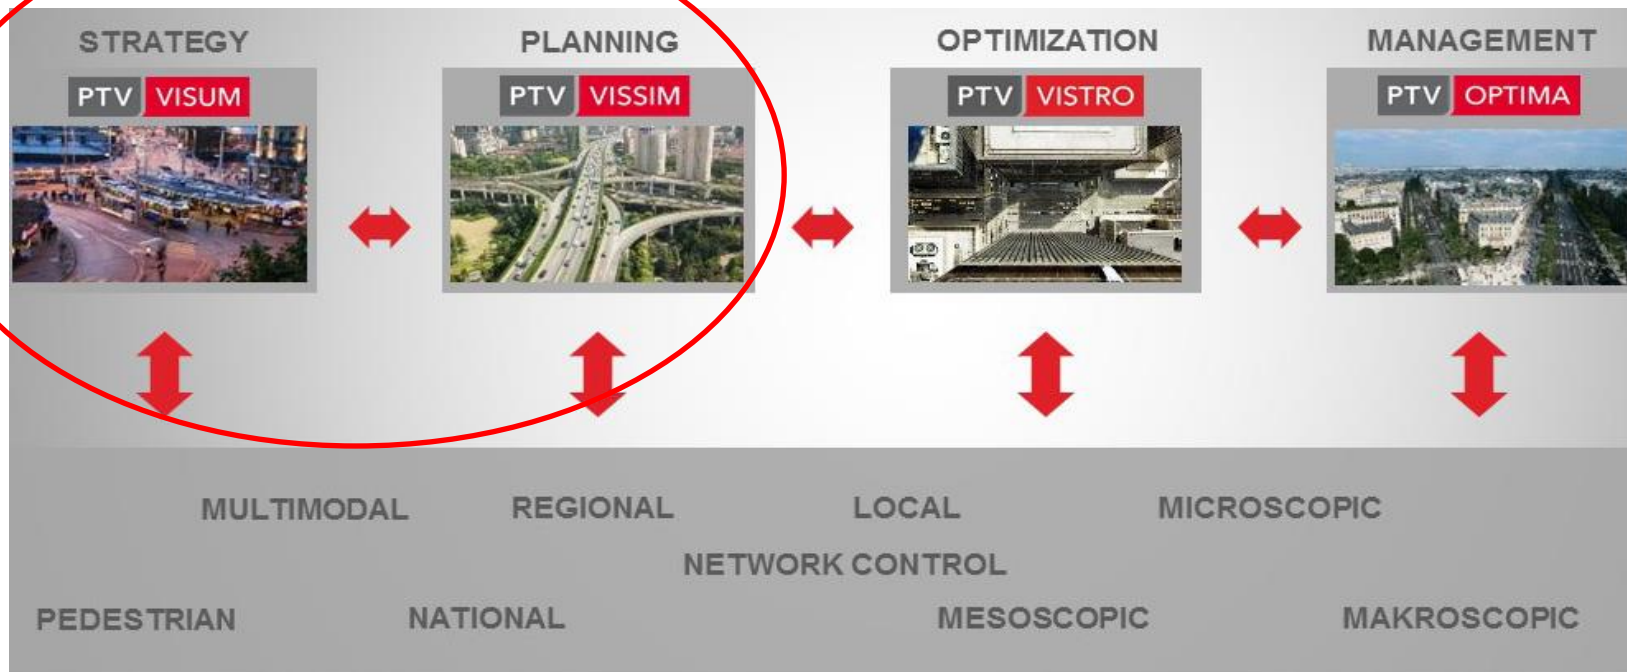 STRATEGY PLANNING OPTIMIZATION MANAGEMENT
PTV VISUM PTV VISSIM PTV VISTRO PTV OPTIMA
MULTIMODAL REGIONAL LOCAL MICROSCOPIC
NETWORK CONTROL
PEDESTRIAN NATIONAL MESOSCOPIC MAKROSCOPIC